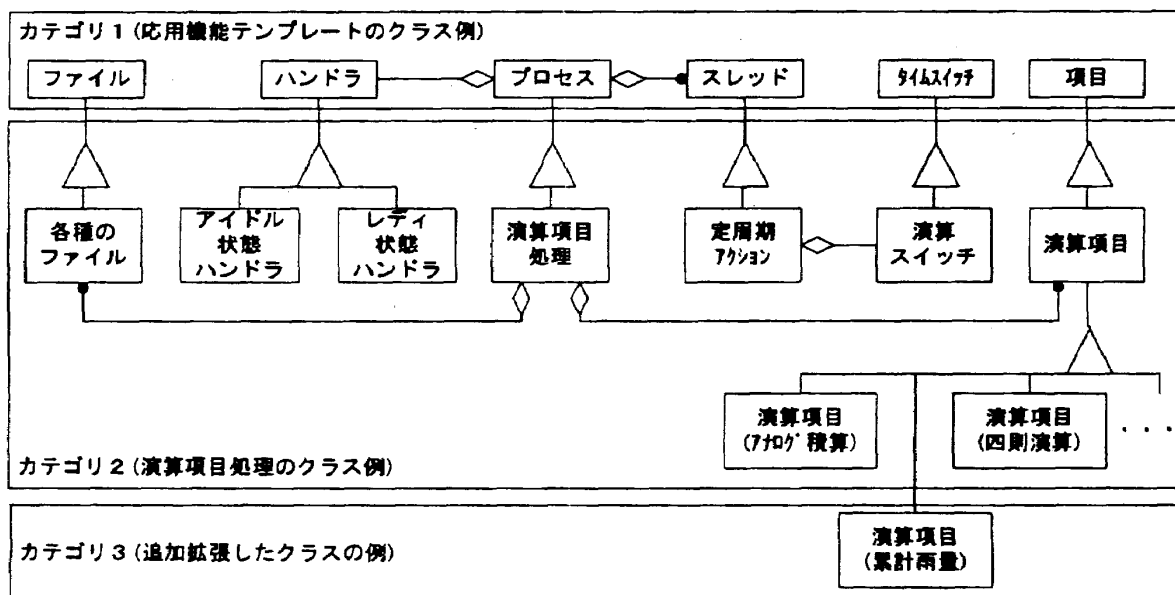 カテゴリ1(応用機能テンプレートのクラス例)
ファイル
ハンドラ
プロセス
スレッド
ﾀｲﾑｽｲｯﾁ
項目
各種の
ファイル
アイドル
状態
ハンドラ
レディ
状態
ハンドラ
演算項目
処理
定周期
ｱｸｼｮﾝ
演算
スイッチ
演算項目
演算項目
(ｱﾅﾛｸﾞ積算)
演算項目
(四則演算)
・・・
カテゴリ2(演算項目処理のクラス例)
カテゴリ3(追加拡張したクラスの例)
演算項目
(累計雨量)